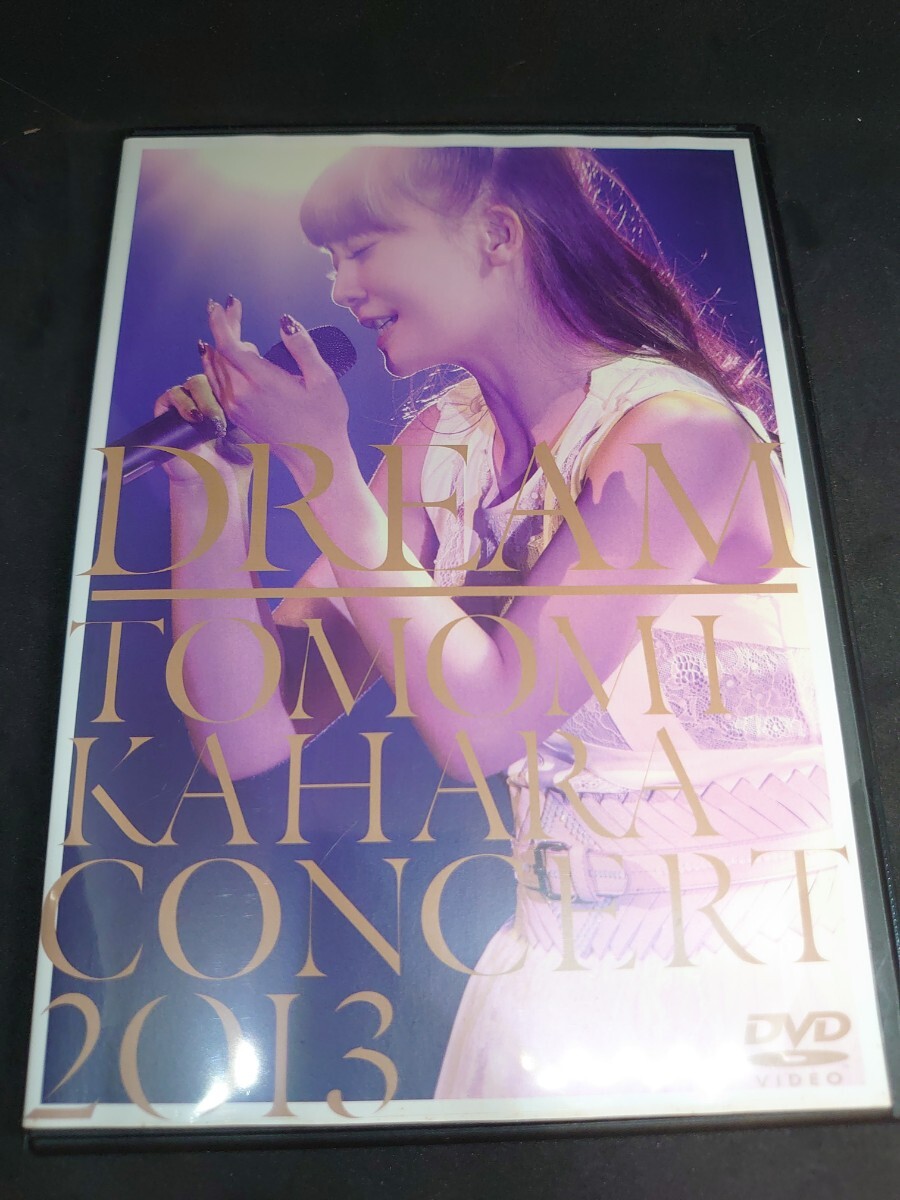 DREAM
TOMOMI
KAHARA
CONCERT
2013
DVD
VIDEO